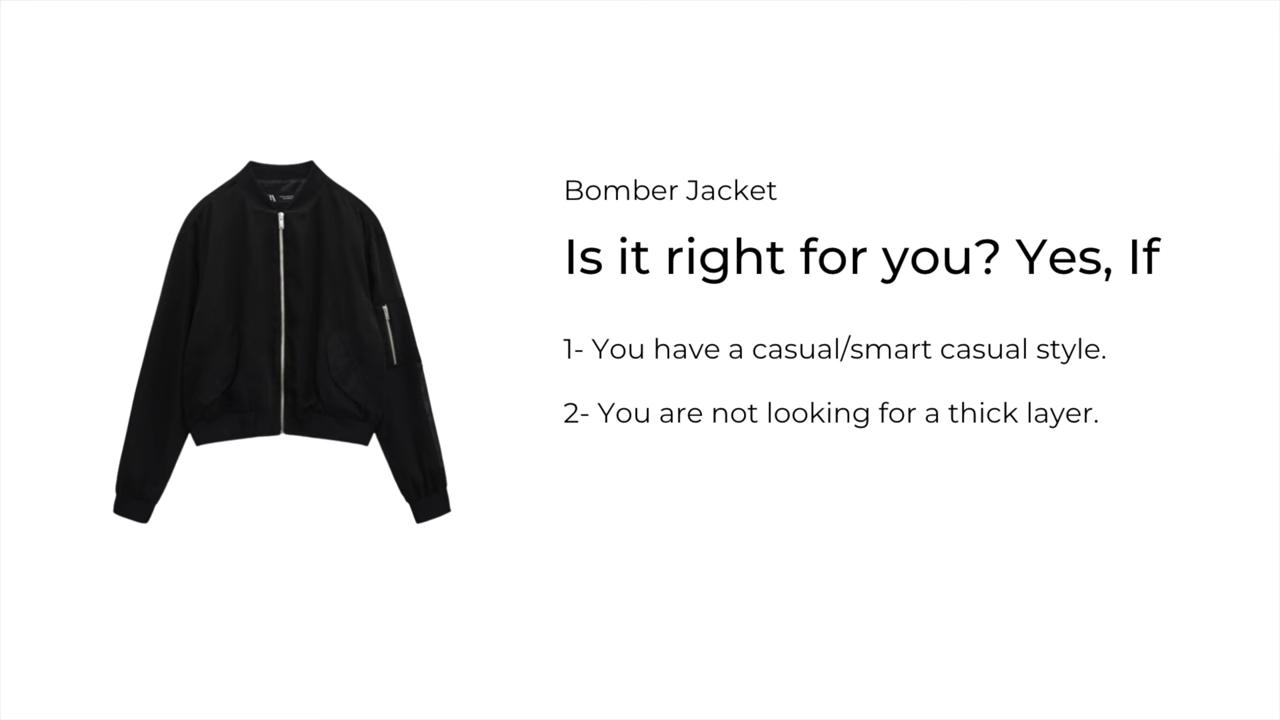 Bomber Jacket
Is it right for you? Yes, If
1- You have a casual/smart casual style.
2- You are not looking for a thick layer.